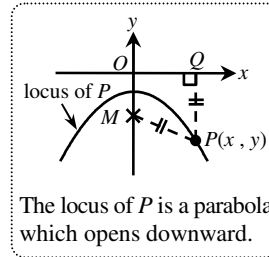 y
O
Q
x
locus of P
M
P(x , y)
The locus of P is a parabola
which opens downward.